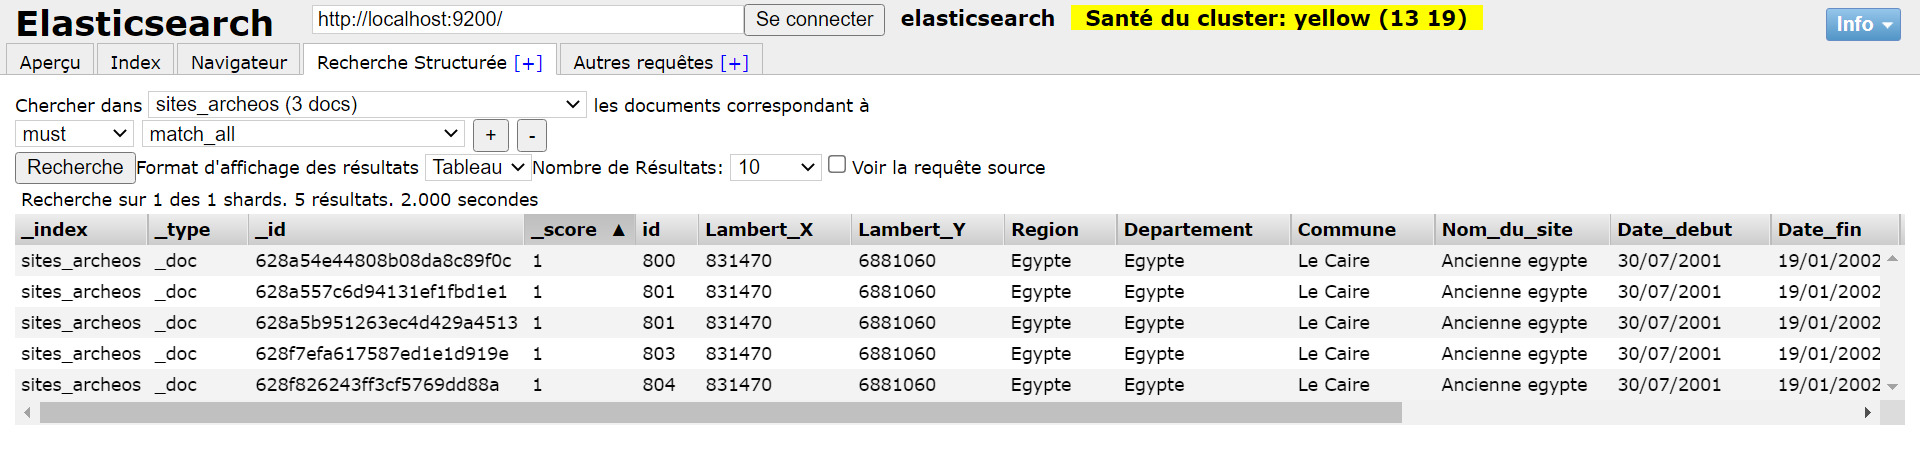 Elasticsearch http://localhost:9200/ Se connecter elasticsearch Santé du cluster: yellow (13 19) Info
Aperçu Index Navigateur Recherche Structurée [+] Autres requêtes [+]
Chercher dans sites_archeos (3 docs) les documents correspondant à
must match_all + -
Recherche Format d'affichage des résultats Tableau Nombre de Résultats: 10 Voir la requête source
Recherche sur 1 des 1 shards. 5 résultats. 2.000 secondes
_index _type _id _score ▲ id Lambert_X Lambert_Y Region Departement Commune Nom_du_site Date_debut Date_fin
sites_archeos _doc 628a54e44808b08da8c89f0c 1 800 831470 6881060 Egypte Egypte Le Caire Ancienne egypte 30/07/2001 19/01/2002
sites_archeos _doc 628a557c6d94131ef1fbd1e1 1 801 831470 6881060 Egypte Egypte Le Caire Ancienne egypte 30/07/2001 19/01/2002
sites_archeos _doc 628a5b951263ec4d429a4513 1 801 831470 6881060 Egypte Egypte Le Caire Ancienne egypte 30/07/2001 19/01/2002
sites_archeos _doc 628f7efa617587ed1e1d919e 1 803 831470 6881060 Egypte Egypte Le Caire Ancienne egypte 30/07/2001 19/01/2002
sites_archeos _doc 628f826243ff3cf5769dd88a 1 804 831470 6881060 Egypte Egypte Le Caire Ancienne egypte 30/07/2001 19/01/2002